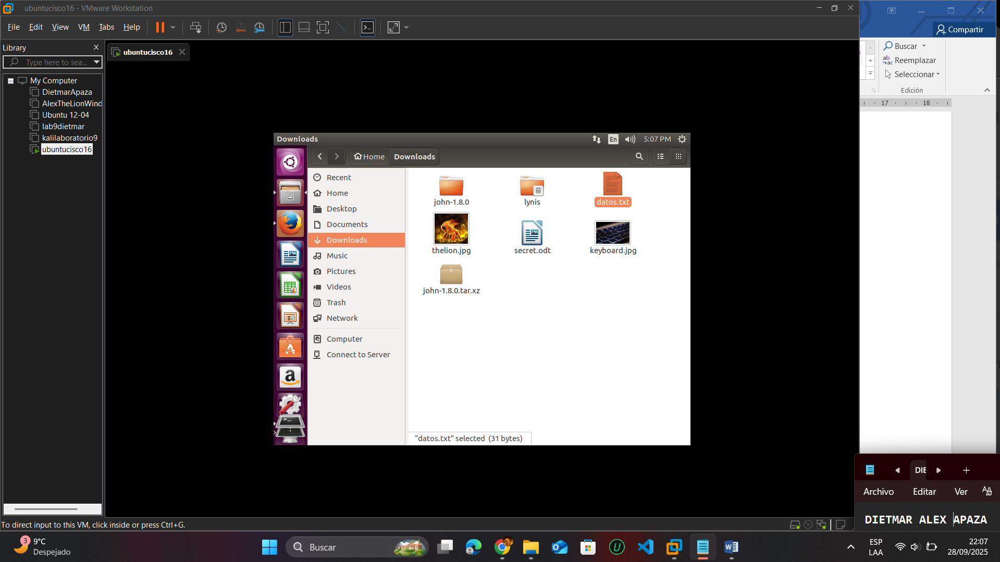 ubuntucisco16 - VMware Workstation
File Edit View VM Tabs Help
Compartir
Library
Type here to sea...
ubuntucisco16
Buscar
Reemplazar
Seleccionar
Edición
17 18
My Computer
DietmarApaza
AlexTheLionWind
Ubuntu 12-04
lab9dietmar
kalilaboratorio9
ubuntucisco16
Downloads
En
5:07 PM
Home
Downloads
Recent
Home
Desktop
Documents
Downloads
Music
Pictures
Videos
Trash
Network
Computer
Connect to Server
john-1.8.0
lynis
datos.txt
thelion.jpg
secret.odt
keyboard.jpg
john-1.8.0.tar.xz
“datos.txt” selected (31 bytes)
DIE
Archivo Editar Ver
DIETMAR ALEX APAZA
To direct input to this VM, click inside or press Ctrl+G.
3
9°C
Despejado
Buscar
ESP
LAA
22:07
28/09/2025